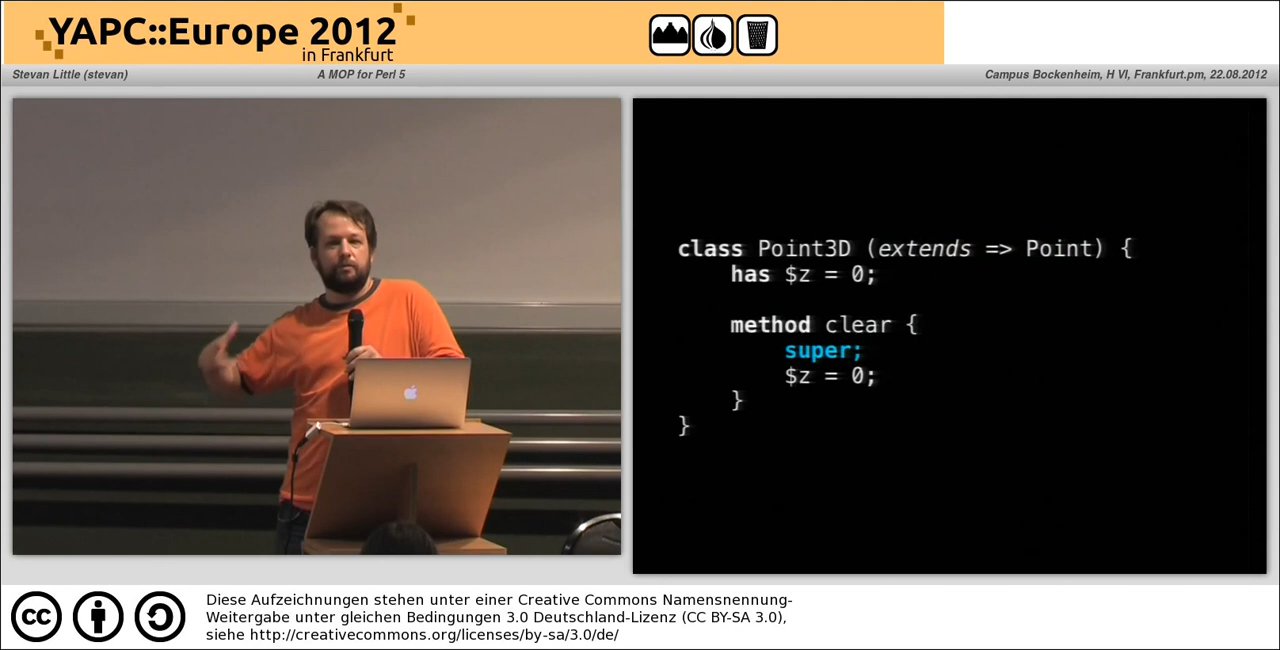 YAPC::Europe 2012
in Frankfurt
Stevan Little (stevan) A MOP for Perl 5 Campus Bockenheim, H VI, Frankfurt.pm, 22.08.2012
class Point3D (extends => Point) {
has $z = 0;
method clear {
super;
$z = 0;
}
}
cc
Diese Aufzeichnungen stehen unter einer Creative Commons Namensnennung-
Weitergabe unter gleichen Bedingungen 3.0 Deutschland-Lizenz (CC BY-SA 3.0),
siehe http://creativecommons.org/licenses/by-sa/3.0/de/